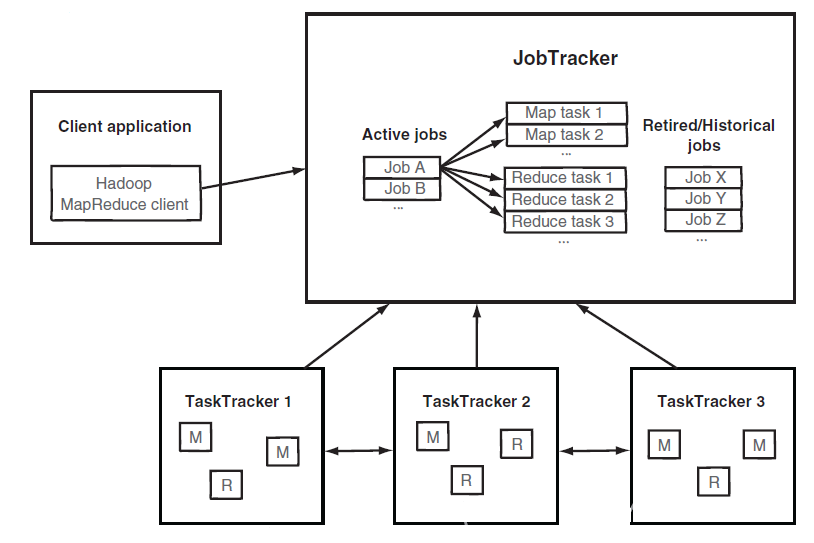 JobTracker
Client application
Hadoop
MapReduce client
Active jobs
Job A
Job B
...
Map task 1
Map task 2
...
Reduce task 1
Reduce task 2
Reduce task 3
...
Retired/Historical
jobs
Job X
Job Y
Job Z
...
TaskTracker 1
M
M
R
TaskTracker 2
M
R
R
TaskTracker 3
M
M
R